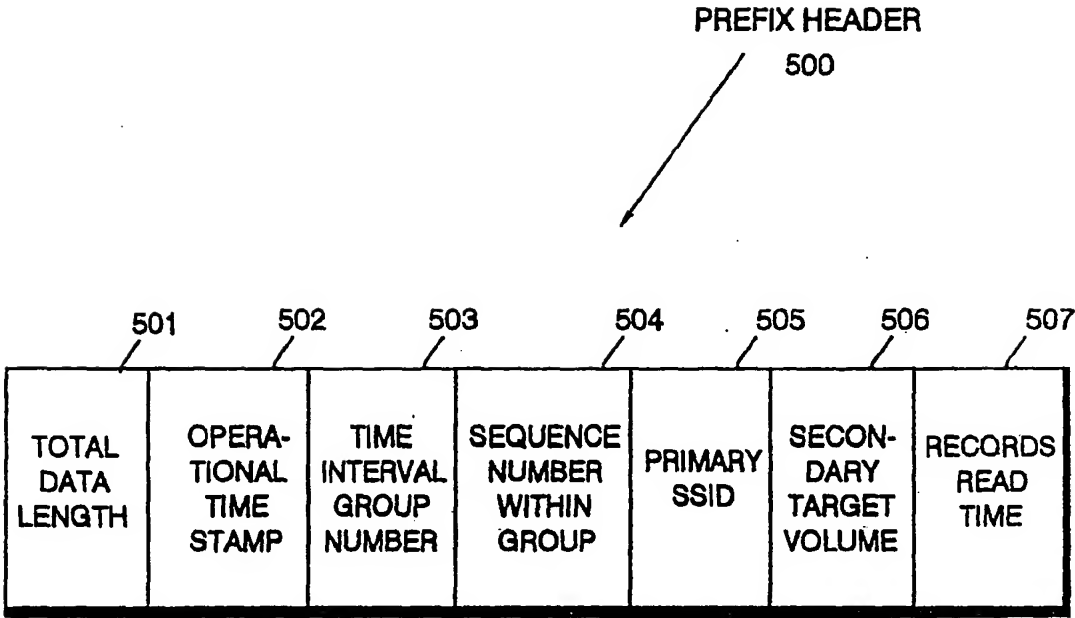 PREFIX HEADER
500
501 502 503 504 505 506 507
TOTAL
DATA
LENGTH
OPERA-
TIONAL
TIME
STAMP
TIME
INTERVAL
GROUP
NUMBER
SEQUENCE
NUMBER
WITHIN
GROUP
PRIMARY
SSID
SECON-
DARY
TARGET
VOLUME
RECORDS
READ
TIME